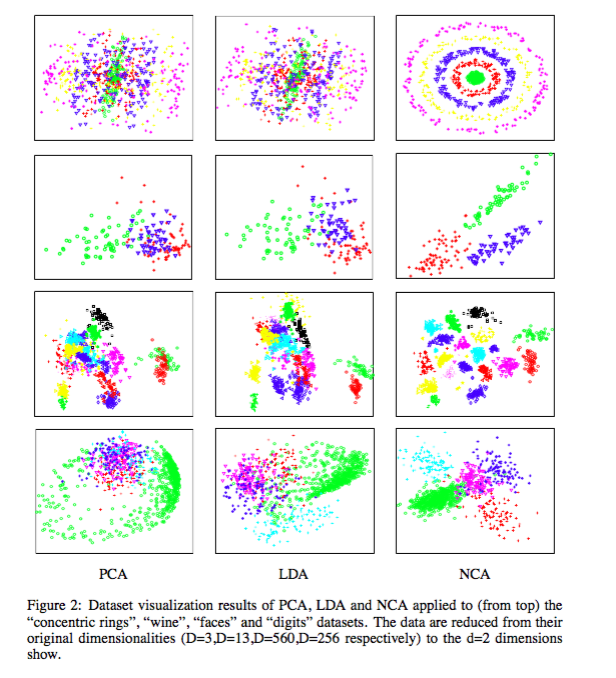 PCA LDA NCA
Figure 2: Dataset visualization results of PCA, LDA and NCA applied to (from top) the
“concentric rings”, “wine”, “faces” and “digits” datasets. The data are reduced from their
original dimensionalities (D=3,D=13,D=560,D=256 respectively) to the d=2 dimensions
show.